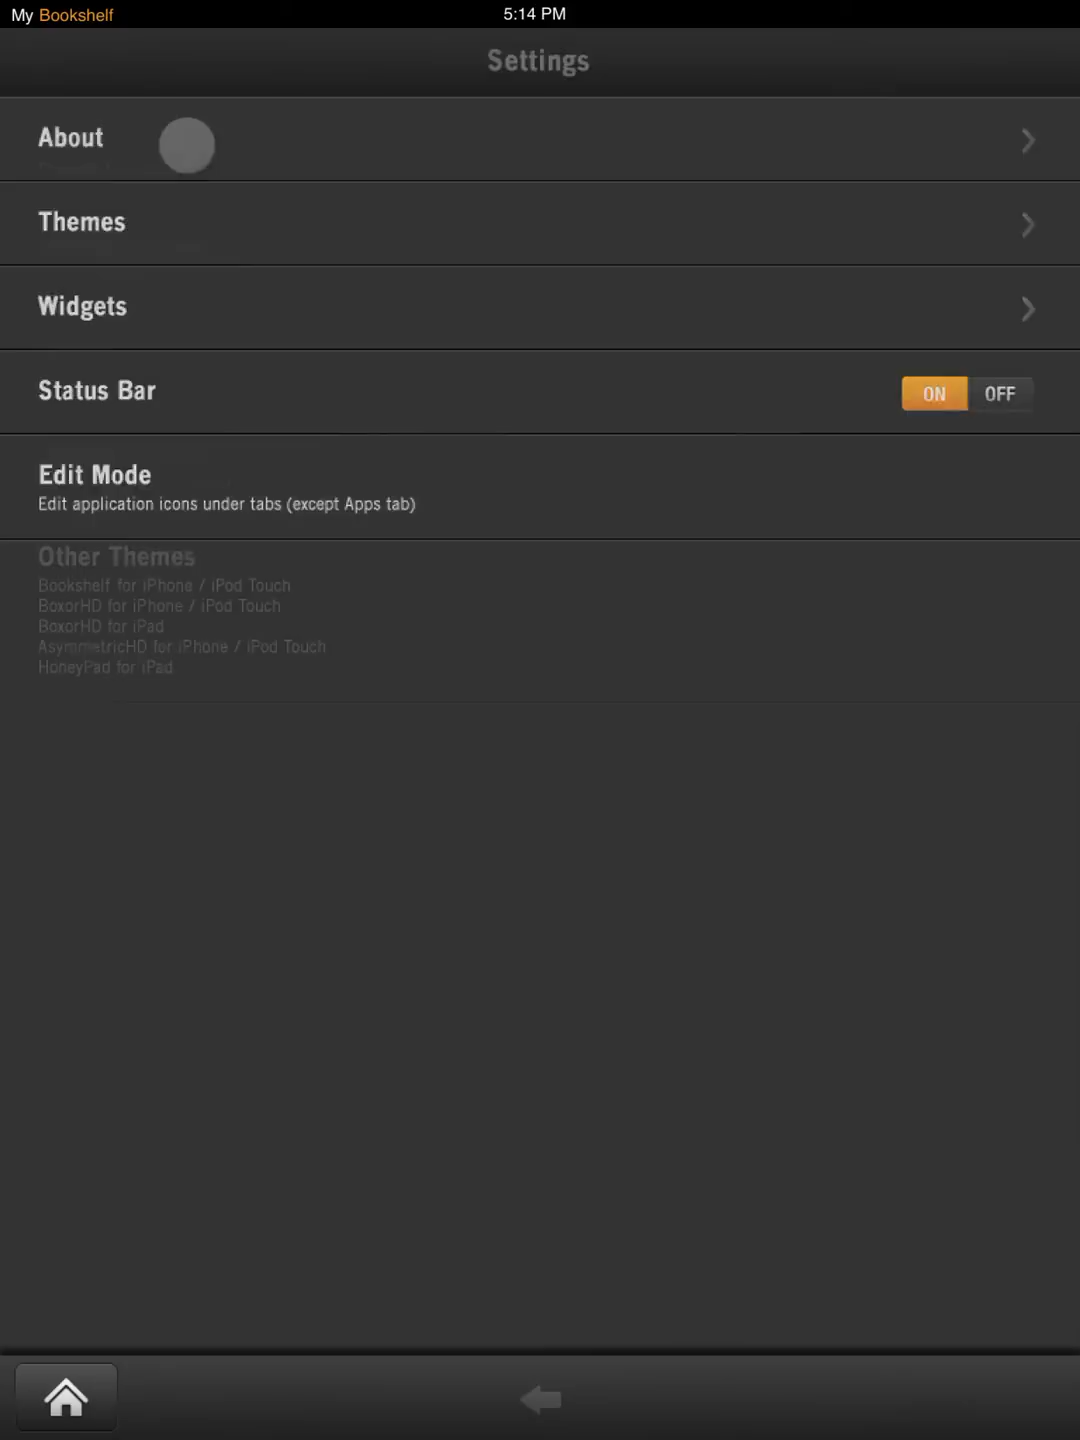 My Bookshelf
5:14 PM
Settings
About
Themes
Widgets
Status Bar
ON OFF
Edit Mode
Edit application icons under tabs (except Apps tab)
Other Themes
Bookshelf for iPhone / iPod Touch
BoxorHD for iPhone / iPod Touch
BoxorHD for iPad
AsymmetricHD for iPhone / iPod Touch
HoneyPad for iPad